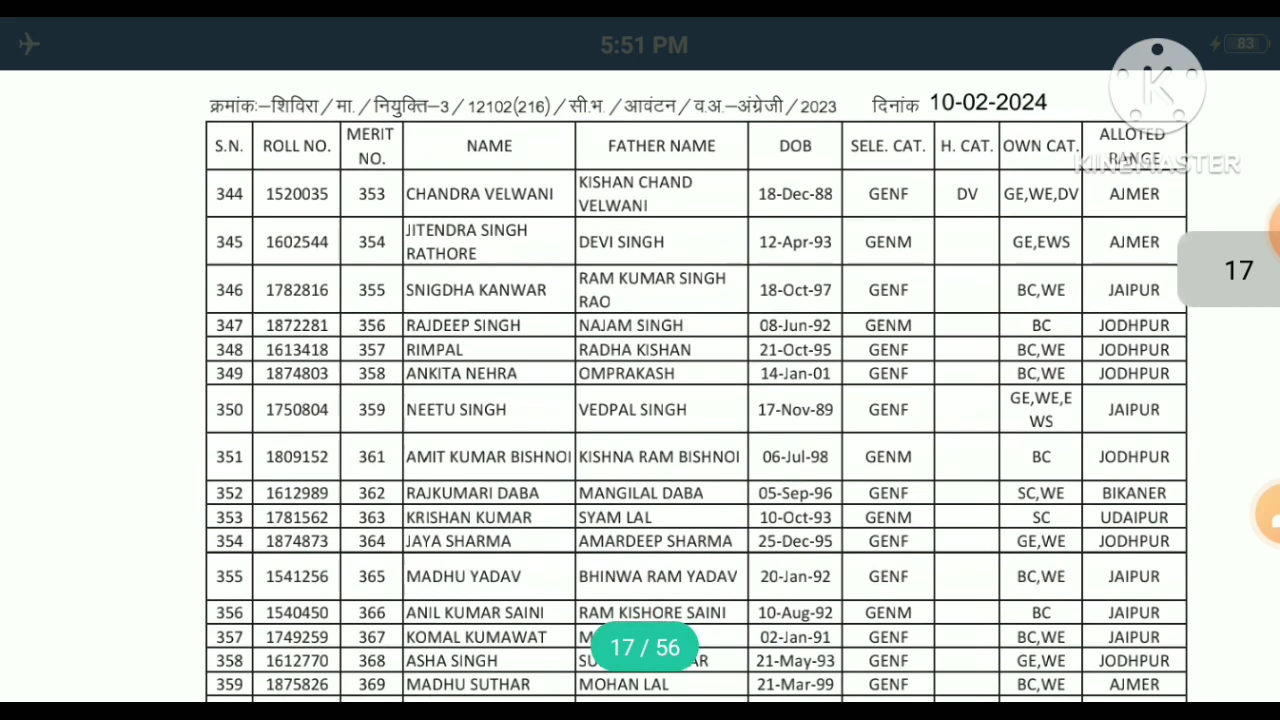 5:51 PM
83
क्रमांकः–शिविरा / मा. / नियुक्ति–3 / 12102(216) / सी.भ. / आवंटन / व.अ.–अंग्रेजी / 2023 दिनांक 10-02-2024
S.N. ROLL NO. MERIT NO. NAME FATHER NAME DOB SELE. CAT. H. CAT. OWN CAT. ALLOTED RANGE
K
KINEMASTER
344 1520035 353 CHANDRA VELWANI KISHAN CHAND VELWANI 18-Dec-88 GENF DV GE,WE,DV AJMER
345 1602544 354 JITENDRA SINGH RATHORE DEVI SINGH 12-Apr-93 GENM GE,EWS AJMER
17
346 1782816 355 SNIGDHA KANWAR RAM KUMAR SINGH RAO 18-Oct-97 GENF BC,WE JAIPUR
347 1872281 356 RAJDEEP SINGH NAJAM SINGH 08-Jun-92 GENM BC JODHPUR
348 1613418 357 RIMPAL RADHA KISHAN 21-Oct-95 GENF BC,WE JODHPUR
349 1874803 358 ANKITA NEHRA OMPRAKASH 14-Jan-01 GENF BC,WE JODHPUR
350 1750804 359 NEETU SINGH VEDPAL SINGH 17-Nov-89 GENF GE,WE,EWS JAIPUR
351 1809152 361 AMIT KUMAR BISHNOI KISHNA RAM BISHNOI 06-Jul-98 GENM BC JODHPUR
352 1612989 362 RAJKUMARI DABA MANGILAL DABA 05-Sep-96 GENF SC,WE BIKANER
353 1781562 363 KRISHAN KUMAR SYAM LAL 10-Oct-93 GENM SC UDAIPUR
354 1874873 364 JAYA SHARMA AMARDEEP SHARMA 25-Dec-95 GENF GE,WE JODHPUR
355 1541256 365 MADHU YADAV BHINWA RAM YADAV 20-Jan-92 GENF BC,WE JAIPUR
356 1540450 366 ANIL KUMAR SAINI RAM KISHORE SAINI 10-Aug-92 GENM BC JAIPUR
357 1749259 367 KOMAL KUMAWAT 02-Jan-91 GENF BC,WE JAIPUR
17 / 56
358 1612770 368 ASHA SINGH 21-May-93 GENF GE,WE JODHPUR
359 1875826 369 MADHU SUTHAR MOHAN LAL 21-Mar-99 GENF BC,WE AJMER